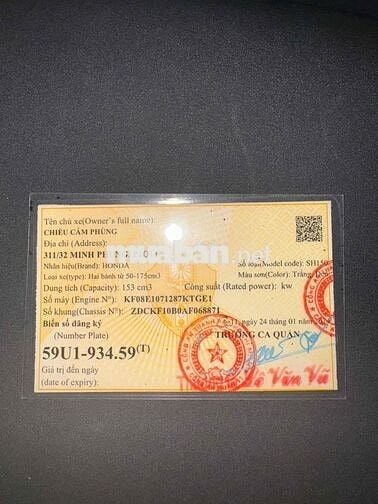 Tên chủ xe(Owner's full name):
CHIÊU CẨM PHÙNG
Địa chỉ (Address):
311/32 MINH P
Nhãn hiệu(Brand): HONDA Số loại(Model code): SH150
Loại xe(type): Hai bánh từ 50-175cm3 Màu sơn(Color): Trắng
Dung tích (Capacity): 153 cm3 Công suất (Rated power): kw
Số máy (Engine N°): KF08E1071287KTGE1
Số khung(Chassis N°): ZDCKF10B0AF068871
Biển số đăng ký
(Number Plate)
11, 24 tháng 01 năm
TRƯỞNG CA QUẬN
59U1-934.59(T)
Giá trị đến ngày
(date of expiry):
Văn Vũ
muaban.net